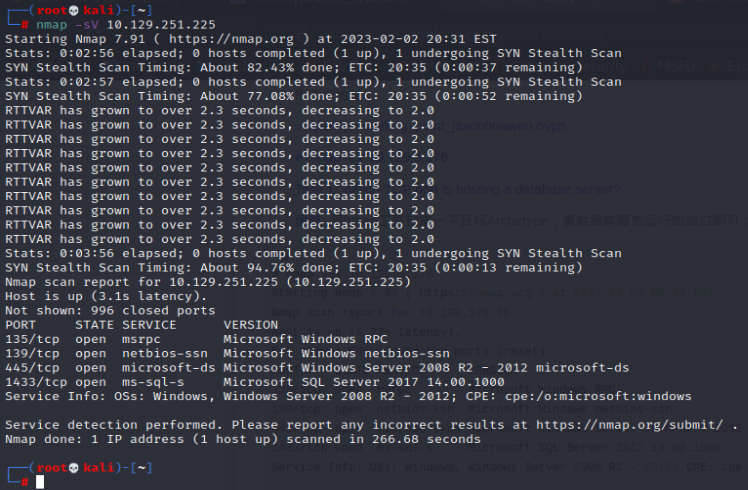 ┌──(root💀kali)-[~]
└─# nmap -sV 10.129.251.225
Starting Nmap 7.91 ( https://nmap.org ) at 2023-02-02 20:31 EST
Stats: 0:02:56 elapsed; 0 hosts completed (1 up), 1 undergoing SYN Stealth Scan
SYN Stealth Scan Timing: About 82.43% done; ETC: 20:35 (0:00:37 remaining)
Stats: 0:02:57 elapsed; 0 hosts completed (1 up), 1 undergoing SYN Stealth Scan
SYN Stealth Scan Timing: About 77.08% done; ETC: 20:35 (0:00:52 remaining)
RTTVAR has grown to over 2.3 seconds, decreasing to 2.0
RTTVAR has grown to over 2.3 seconds, decreasing to 2.0
RTTVAR has grown to over 2.3 seconds, decreasing to 2.0
RTTVAR has grown to over 2.3 seconds, decreasing to 2.0
RTTVAR has grown to over 2.3 seconds, decreasing to 2.0
RTTVAR has grown to over 2.3 seconds, decreasing to 2.0
RTTVAR has grown to over 2.3 seconds, decreasing to 2.0
RTTVAR has grown to over 2.3 seconds, decreasing to 2.0
RTTVAR has grown to over 2.3 seconds, decreasing to 2.0
RTTVAR has grown to over 2.3 seconds, decreasing to 2.0
Stats: 0:03:56 elapsed; 0 hosts completed (1 up), 1 undergoing SYN Stealth Scan
SYN Stealth Scan Timing: About 94.76% done; ETC: 20:35 (0:00:13 remaining)
Nmap scan report for 10.129.251.225 (10.129.251.225)
Host is up (3.1s latency).
Not shown: 996 closed ports
PORT     STATE SERVICE      VERSION
135/tcp  open  msrpc        Microsoft Windows RPC
139/tcp  open  netbios-ssn  Microsoft Windows netbios-ssn
445/tcp  open  microsoft-ds Microsoft Windows Server 2008 R2 - 2012 microsoft-ds
1433/tcp open  ms-sql-s     Microsoft SQL Server 2017 14.00.1000
Service Info: OSs: Windows, Windows Server 2008 R2 - 2012; CPE: cpe:/o:microsoft:windows
Service detection performed. Please report any incorrect results at https://nmap.org/submit/ .
Nmap done: 1 IP address (1 host up) scanned in 266.68 seconds
┌──(root💀kali)-[~]
└─#